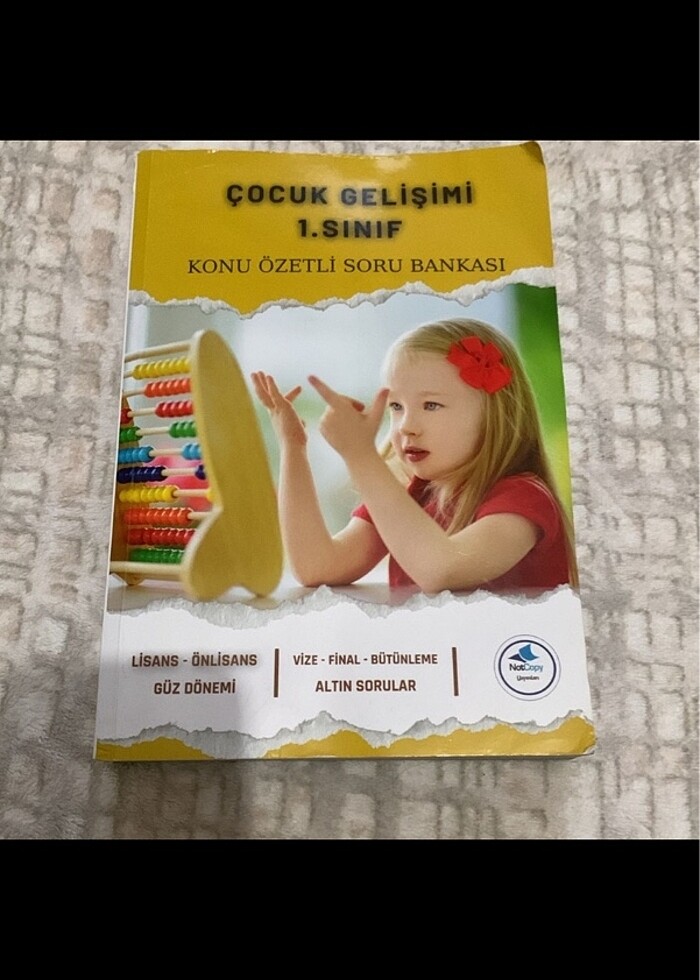 ÇOCUK GELİŞİMİ
1.SINIF
KONU ÖZETLİ SORU BANKASI
LİSANS - ÖNLİSANS
GÜZ DÖNEMİ
VİZE - FİNAL - BÜTÜNLEME
ALTIN SORULAR
NotCopy
Yayınları